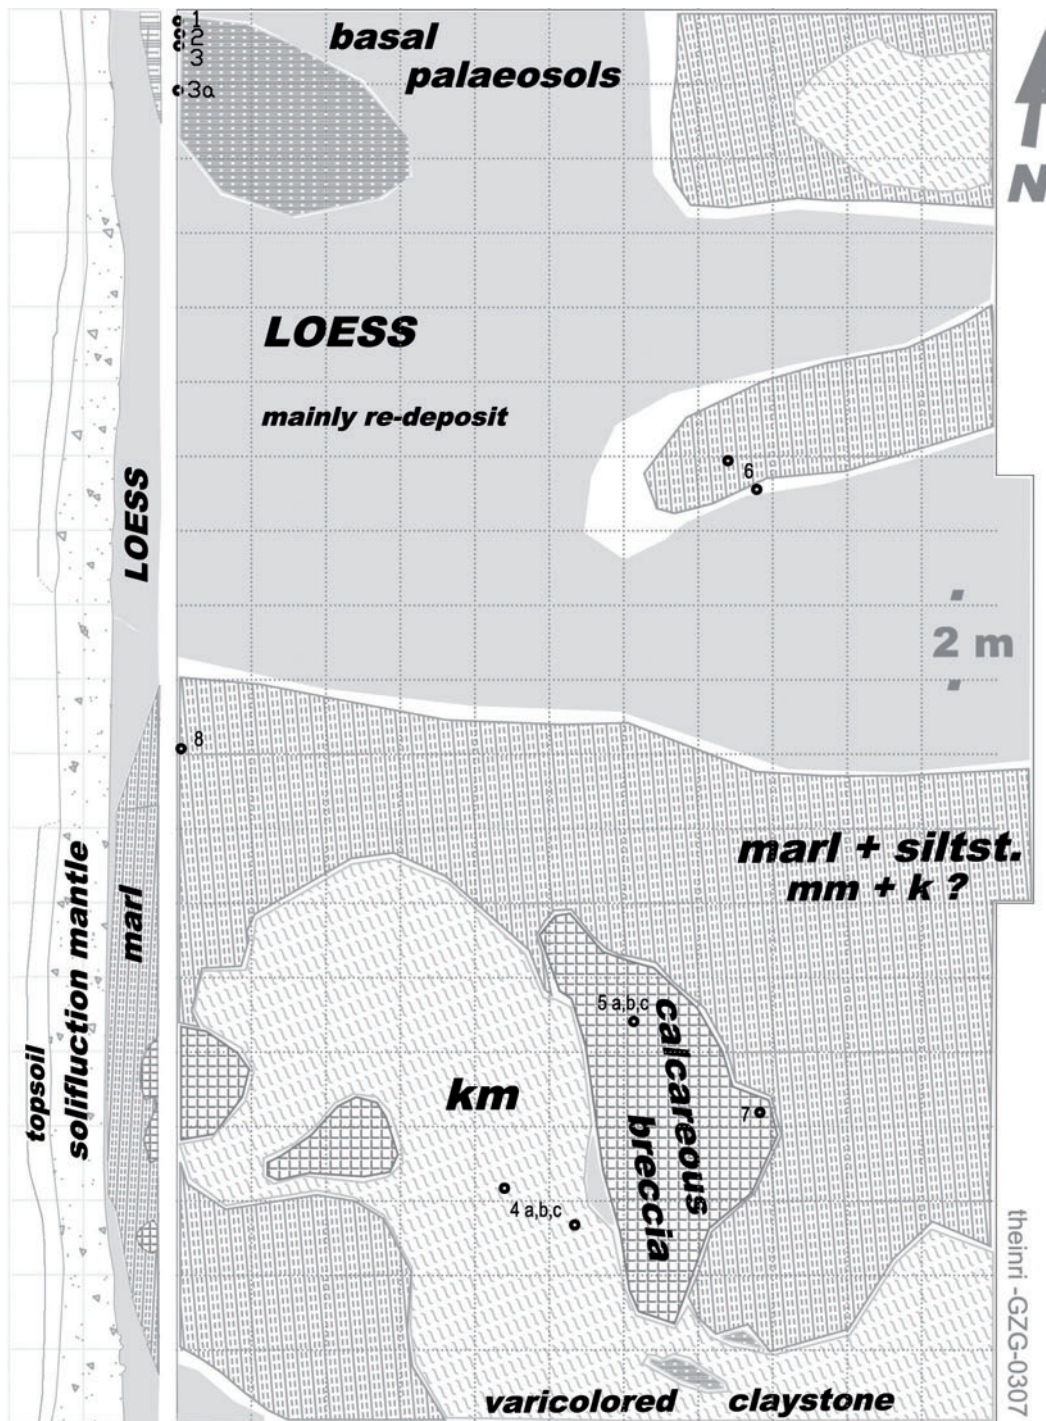 1
2
3
3a
basal
palaeosols
N
LOESS
mainly re-deposit
LOESS
6
2 m
8
marl + siltst.
mm + k ?
marl
solifluction mantle
topsoil
5 a,b,c
calcareous
breccia
km
7
4 a,b,c
varicolored claystone
theinri -GZG-0307